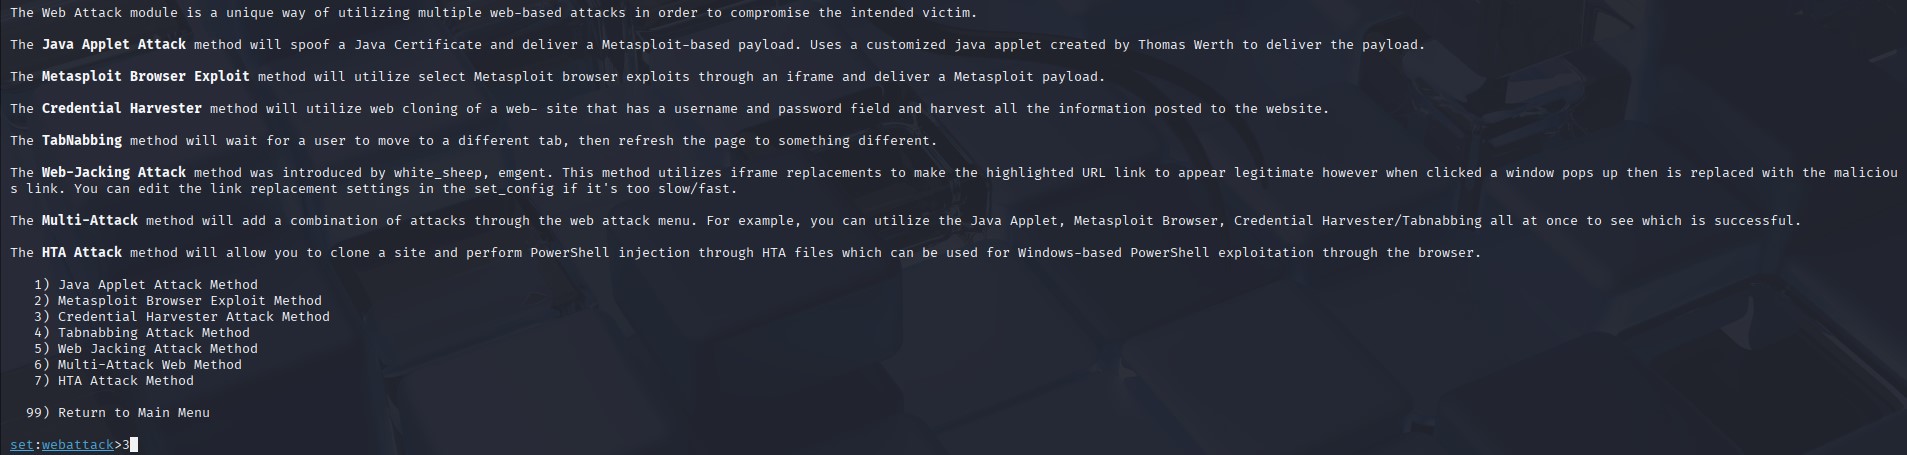 The Web Attack module is a unique way of utilizing multiple web-based attacks in order to compromise the intended victim.
The Java Applet Attack method will spoof a Java Certificate and deliver a Metasploit-based payload. Uses a customized java applet created by Thomas Werth to deliver the payload.
The Metasploit Browser Exploit method will utilize select Metasploit browser exploits through an iframe and deliver a Metasploit payload.
The Credential Harvester method will utilize web cloning of a web- site that has a username and password field and harvest all the information posted to the website.
The TabNabbing method will wait for a user to move to a different tab, then refresh the page to something different.
The Web-Jacking Attack method was introduced by white_sheep, emgent. This method utilizes iframe replacements to make the highlighted URL link to appear legitimate however when clicked a window pops up then is replaced with the maliciou
s link. You can edit the link replacement settings in the set_config if it's too slow/fast.
The Multi-Attack method will add a combination of attacks through the web attack menu. For example, you can utilize the Java Applet, Metasploit Browser, Credential Harvester/Tabnabbing all at once to see which is successful.
The HTA Attack method will allow you to clone a site and perform PowerShell injection through HTA files which can be used for Windows-based PowerShell exploitation through the browser.
1) Java Applet Attack Method
2) Metasploit Browser Exploit Method
3) Credential Harvester Attack Method
4) Tabnabbing Attack Method
5) Web Jacking Attack Method
6) Multi-Attack Web Method
7) HTA Attack Method
99) Return to Main Menu
set:webattack>3